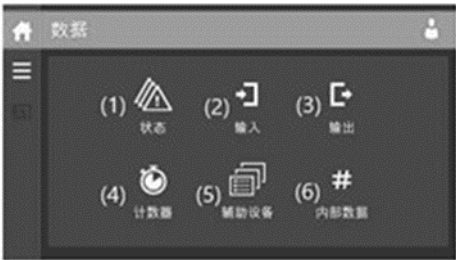 数据
(1) (2) (3)
状态 输入 输出
(4) (5) (6) #
计数器 辅助设备 内部数据